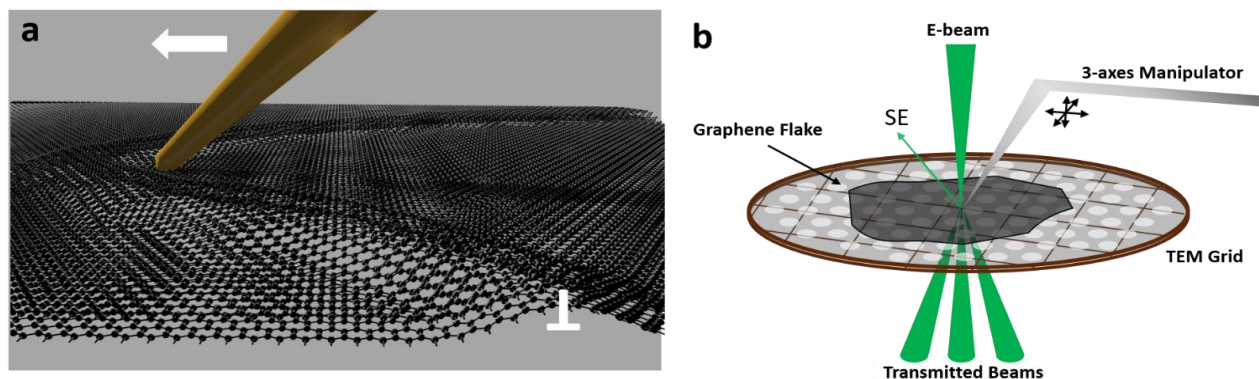 a
b
E-beam
3-axes Manipulator
SE
Graphene Flake
TEM Grid
Transmitted Beams